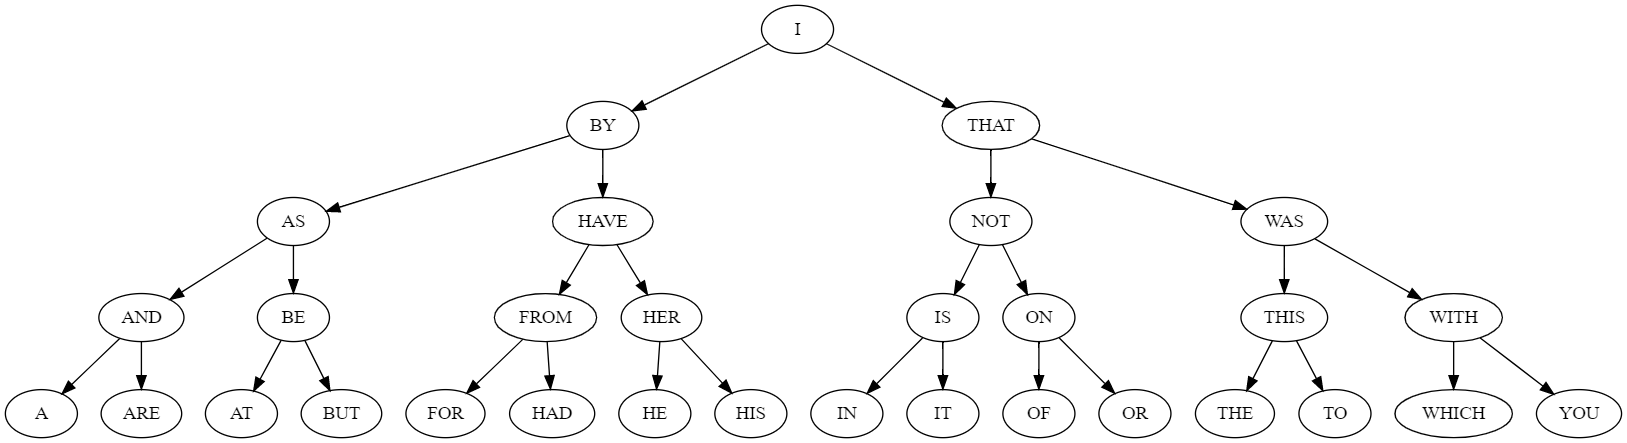 I
BY THAT
AS HAVE NOT WAS
AND BE FROM HER IS ON THIS WITH
A ARE AT BUT FOR HAD HE HIS IN IT OF OR THE TO WHICH YOU